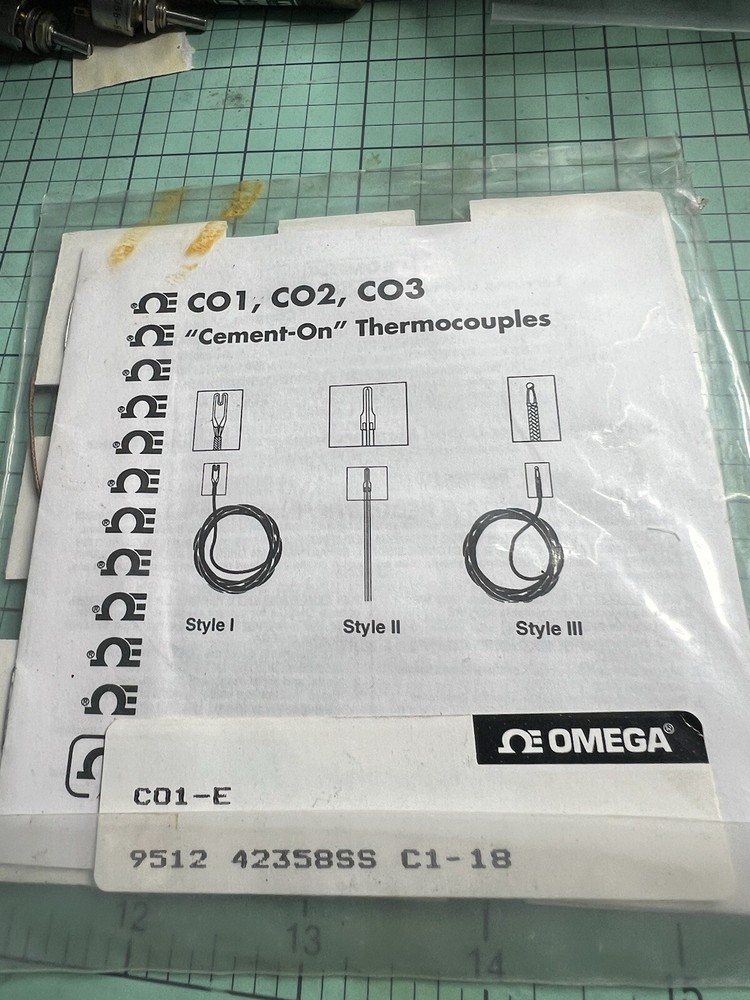 CO1, CO2, CO3
"Cement-On" Thermocouples
Style I
Style II
Style III
OMEGA®
CO1-E
9512 42358SS C1-18
12
13
14
15